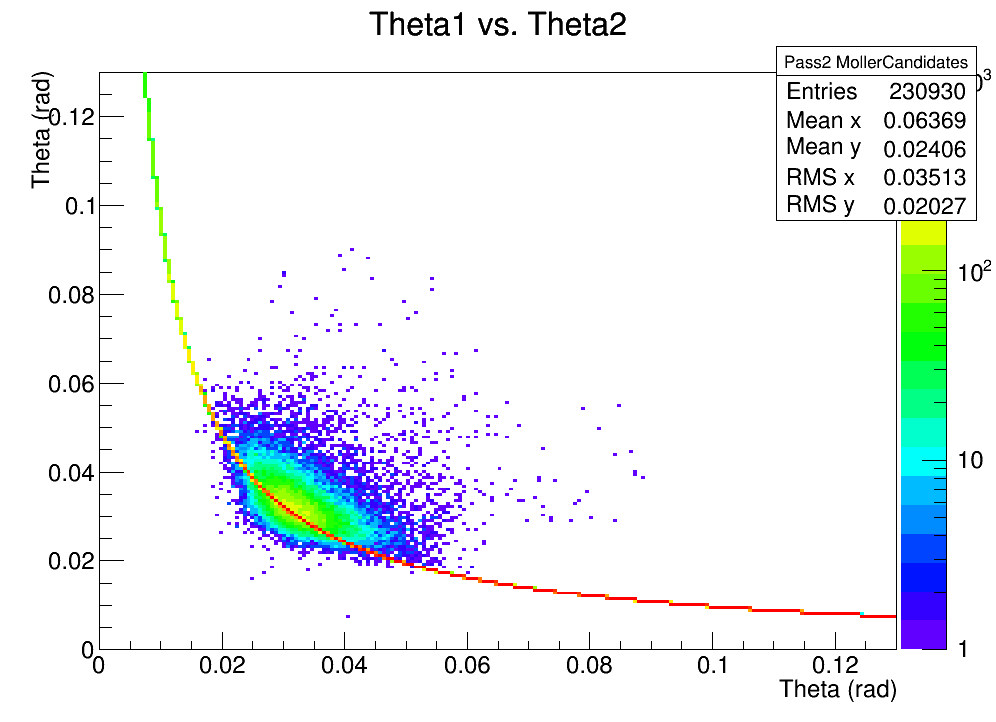 Theta1 vs. Theta2
Pass2 MollerCandidates
Entries 230930
Mean x 0.06369
Mean y 0.02406
RMS x 0.03513
RMS y 0.02027
Theta (rad)
0.12
0.1
0.08
0.06
0.04
0.02
0
0 0.02 0.04 0.06 0.08 0.1 0.12
Theta (rad)
10²
10
1